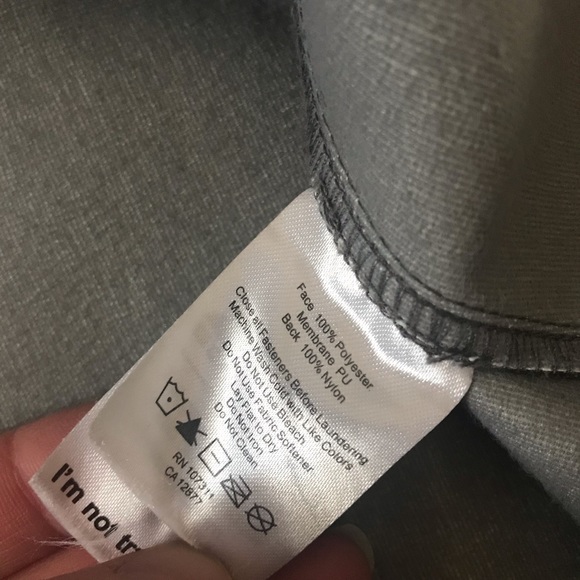 Face 100% Polyester
Membrane PU
Back 100% Nylon
Close all Fasteners Before Laundering
Machine Wash Cold with Like Colors
Do Not Use Bleach
Do Not Use Fabric Softener
Lay Flat to Dry
Do Not Iron
Do Not Clean
RN 107311
CA 12877
I'm not